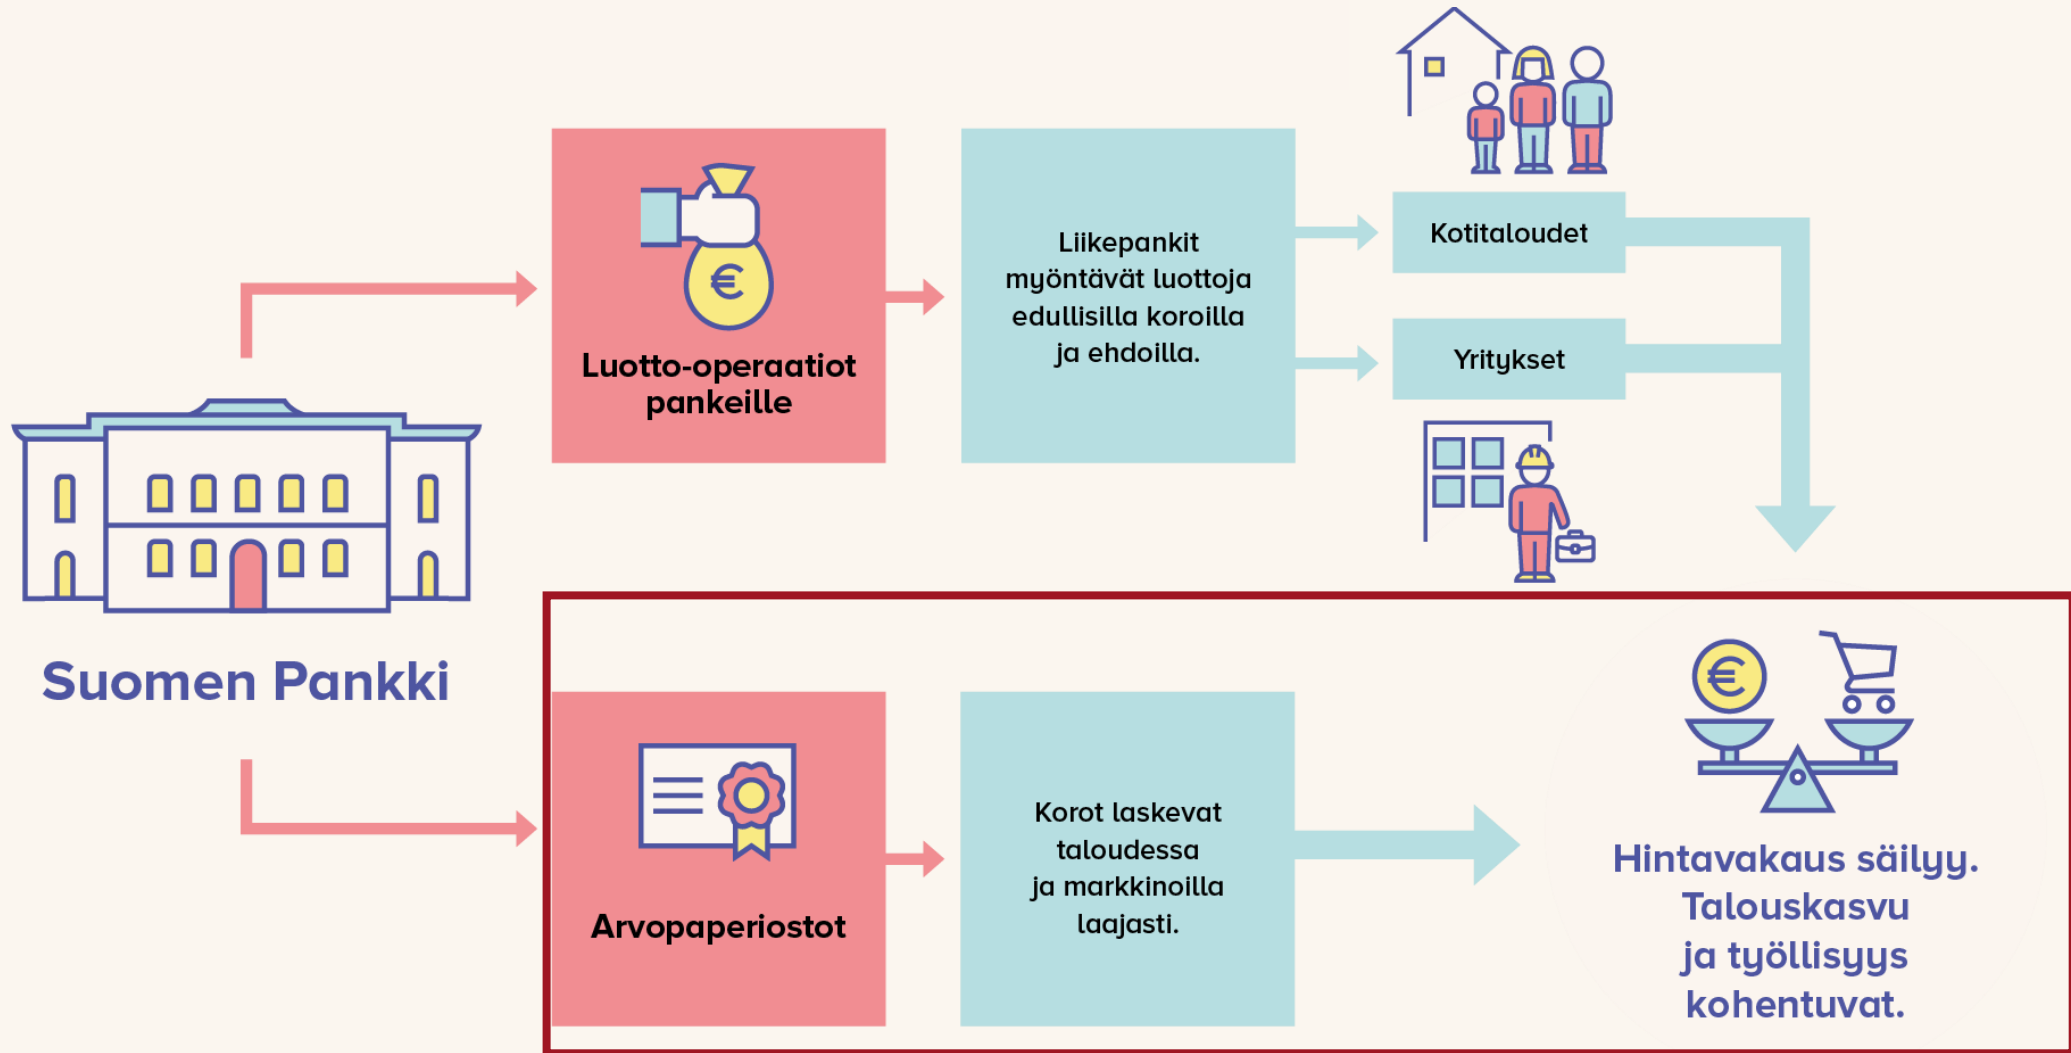 Luotto-operaatiot
pankeille
Liikepankit
myöntävät luottoja
edullisilla koroilla
ja ehdoilla.
Kotitaloudet
Yritykset
Suomen Pankki
Arvopaperiostot
Korot laskevat
taloudessa
ja markkinoilla
laajasti.
Hintavakaus säilyy.
Talouskasvu
ja työllisyys
kohentuvat.
€
€